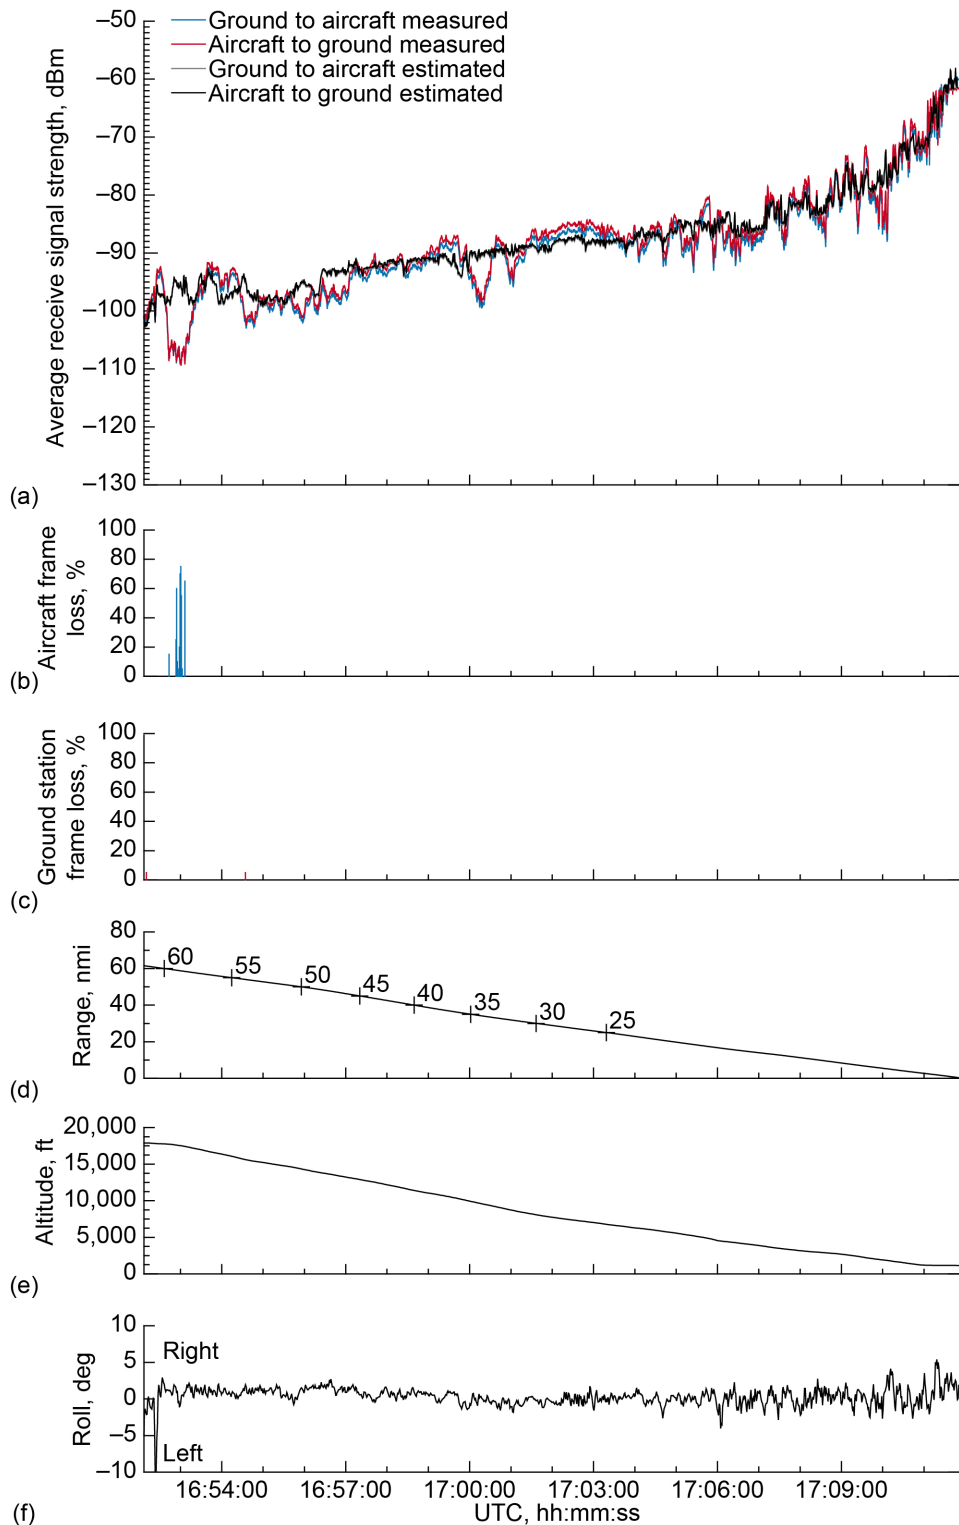 Ground to aircraft measured
Aircraft to ground measured
Ground to aircraft estimated
Aircraft to ground estimated
Average receive signal strength, dBm
–50
–60
–70
–80
–90
–100
–110
–120
–130
(a)
Aircraft frame
loss, %
100
80
60
40
20
0
(b)
Ground station
frame loss, %
100
80
60
40
20
0
(c)
Range, nmi
80
60
40
20
0
60
55
50
45
40
35
30
25
(d)
Altitude, ft
20,000
15,000
10,000
5,000
0
(e)
Roll, deg
10
5
0
–5
–10
Right
Left
16:54:00 16:57:00 17:00:00 17:03:00 17:06:00 17:09:00
UTC, hh:mm:ss
(f)